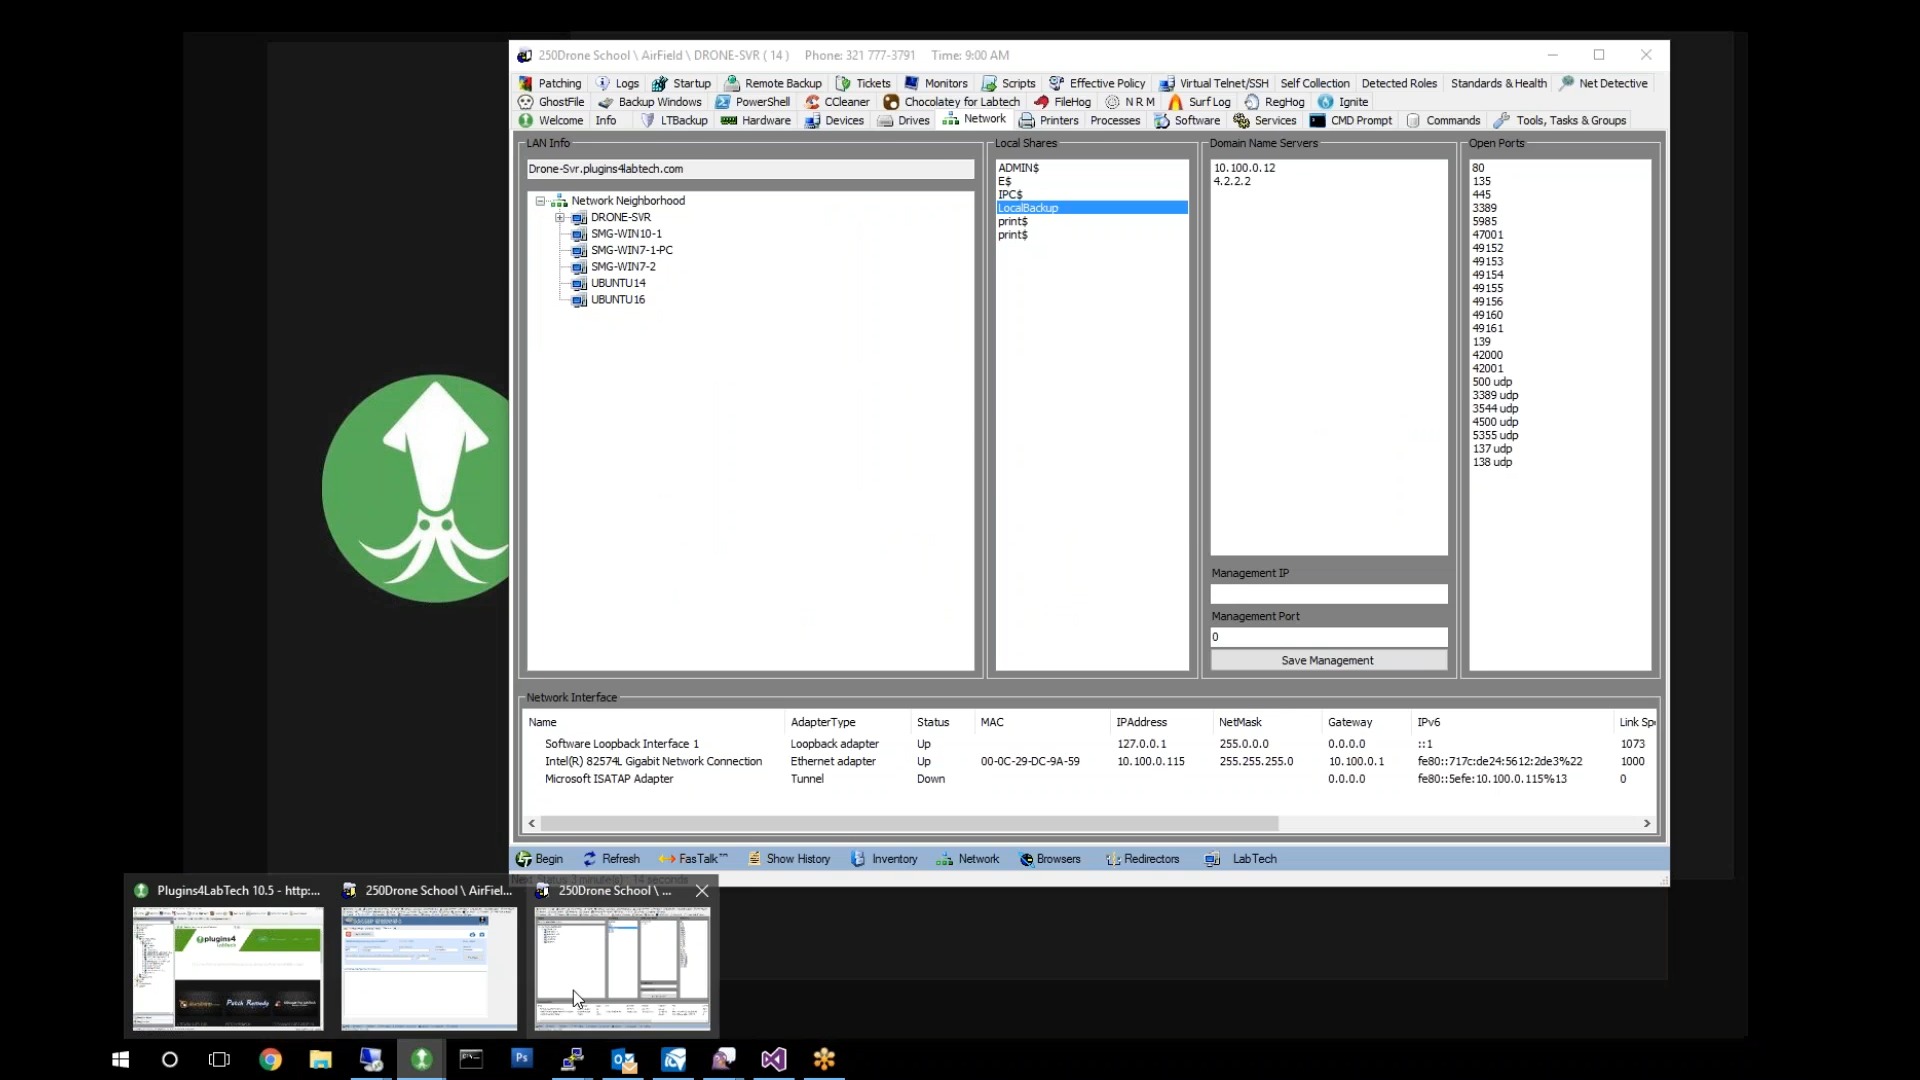 250Drone School \ AirField \ DRONE-SVR ( 14 ) Phone: 321 777-3791 Time: 9:00 AM
Patching Logs Startup Remote Backup Tickets Monitors Scripts Effective Policy Virtual Telnet/SSH Self Collection Detected Roles Standards & Health Net Detective
GhostFile Backup Windows PowerShell CCleaner Chocolatey for Labtech FileHog N R M Surf Log RegHog Ignite
Welcome Info LTBackup Hardware Devices Drives Network Printers Processes Software Services CMD Prompt Commands Tools, Tasks & Groups
LAN Info
Drone-Svr.plugins4labtech.com
Network Neighborhood
DRONE-SVR
SMG-WIN10-1
SMG-WIN7-1-PC
SMG-WIN7-2
UBUNTU14
UBUNTU16
Local Shares
ADMIN$
E$
IPC$
LocalBackup
print$
print$
Domain Name Servers
10.100.0.12
4.2.2.2
Management IP
Management Port
0
Save Management
Open Ports
80
135
445
3389
5985
47001
49152
49153
49154
49155
49156
49160
49161
139
42000
42001
500 udp
3389 udp
3544 udp
4500 udp
5355 udp
137 udp
138 udp
Network Interface
Name AdapterType Status MAC IPAddress NetMask Gateway IPv6 Link Sp
Software Loopback Interface 1 Loopback adapter Up 127.0.0.1 255.0.0.0 0.0.0.0 ::1 1073
Intel(R) 82574L Gigabit Network Connection Ethernet adapter Up 00-0C-29-DC-9A-59 10.100.0.115 255.255.255.0 10.100.0.1 fe80::717c:de24:5612:2de3%22 1000
Microsoft ISATAP Adapter Tunnel Down 0.0.0.0 fe80::5efe:10.100.0.115%13 0
Begin Refresh FasTalk™ Show History Inventory Network Browsers Redirectors LabTech
Plugins4LabTech 10.5 - http:... 250Drone School \ AirFiel... 250Drone School \ ...
plugins4
LabTech
Patch Remedy
Ps